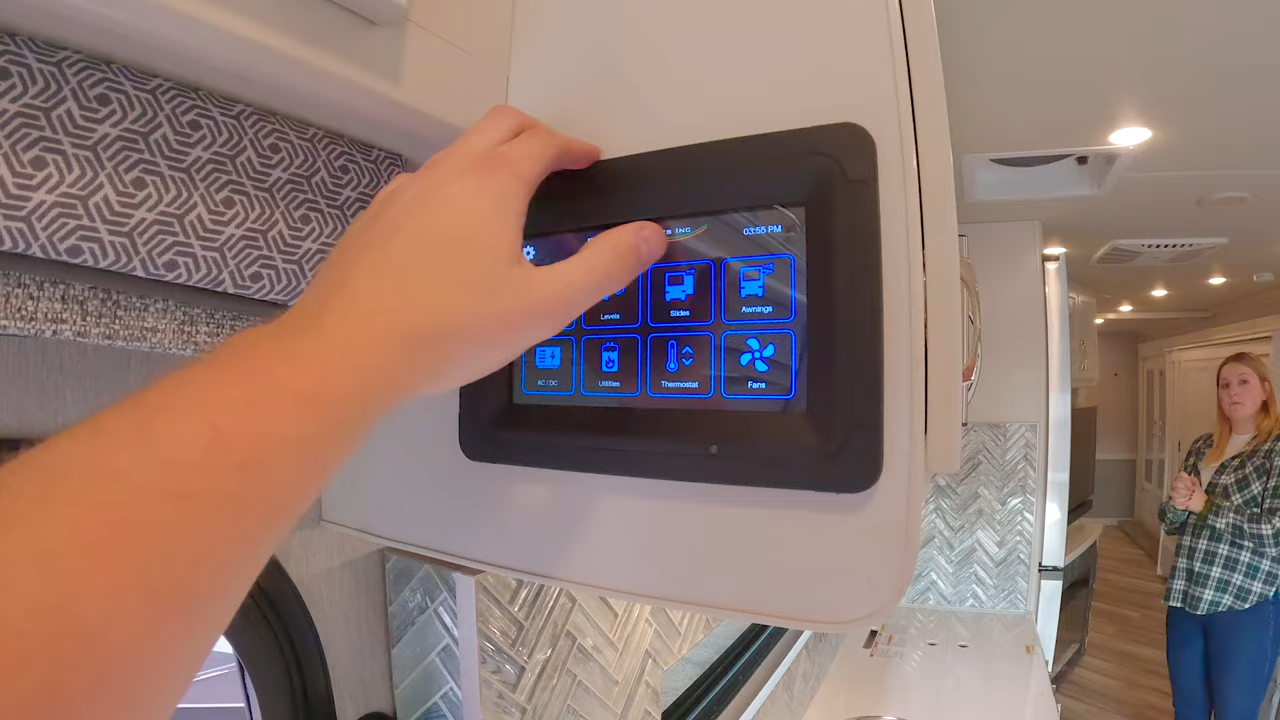 03:55 PM
Levels
Slides
Awnings
AC / DC
Utilities
Thermostat
Fans